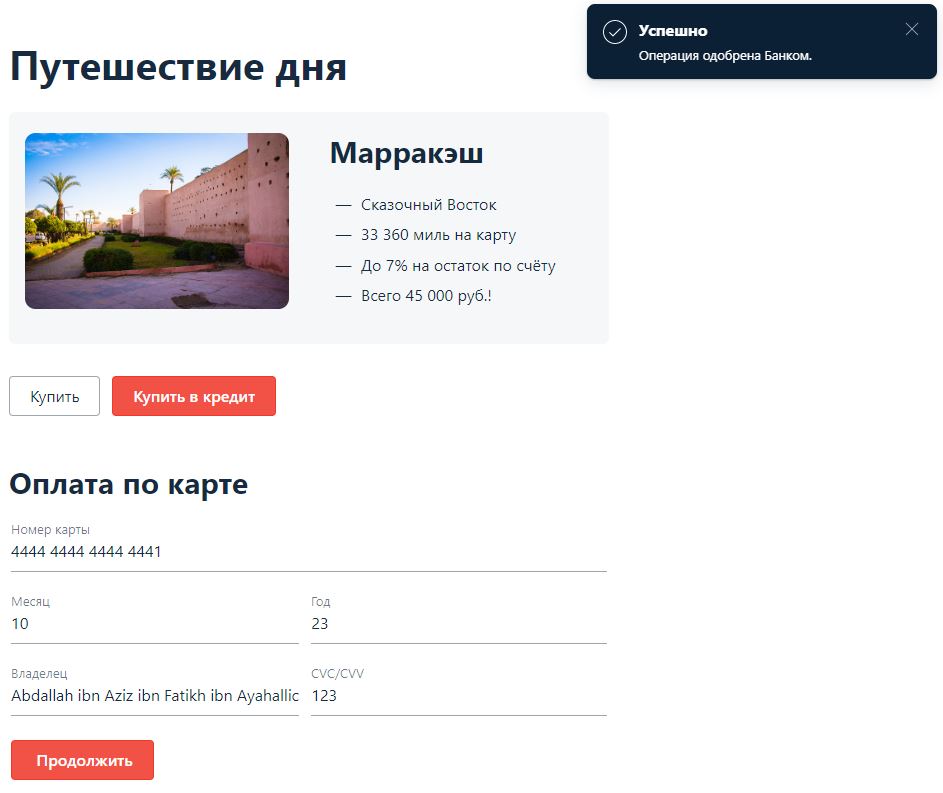 Успешно
Операция одобрена Банком.
Путешествие дня
Марракэш
— Сказочный Восток
— 33 360 миль на карту
— До 7% на остаток по счёту
— Всего 45 000 руб.!
Купить
Купить в кредит
Оплата по карте
Номер карты
4444 4444 4444 4441
Месяц
Год
10
23
Владелец
CVC/CVV
Abdallah ibn Aziz ibn Fatikh ibn Ayahallic
123
Продолжить